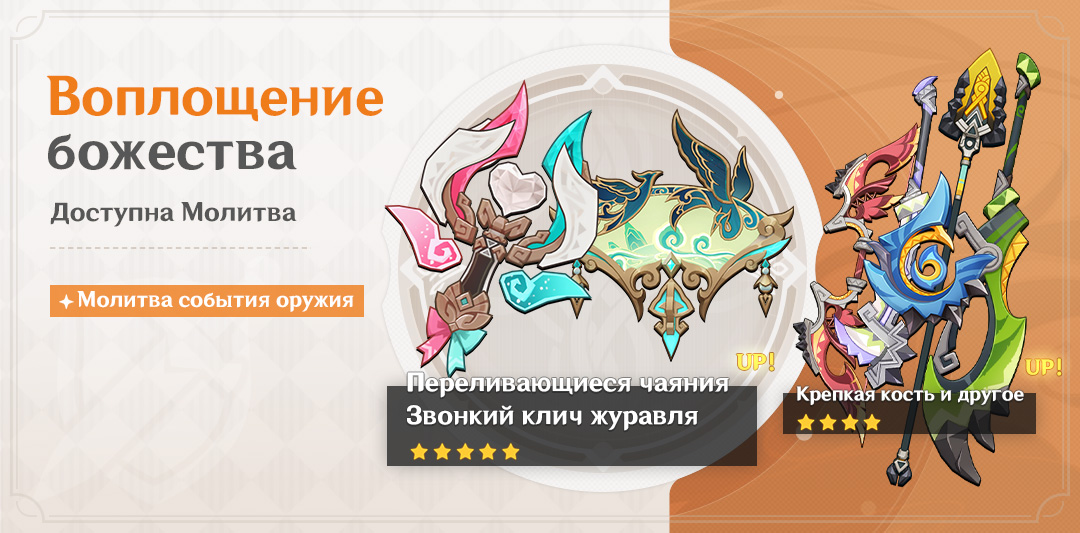 Воплощение
божества
Доступна Молитва
Молитва события оружия
UP!
Переливающиеся чаяния
Звонкий клич журавля
UP!
Крепкая кость и другое